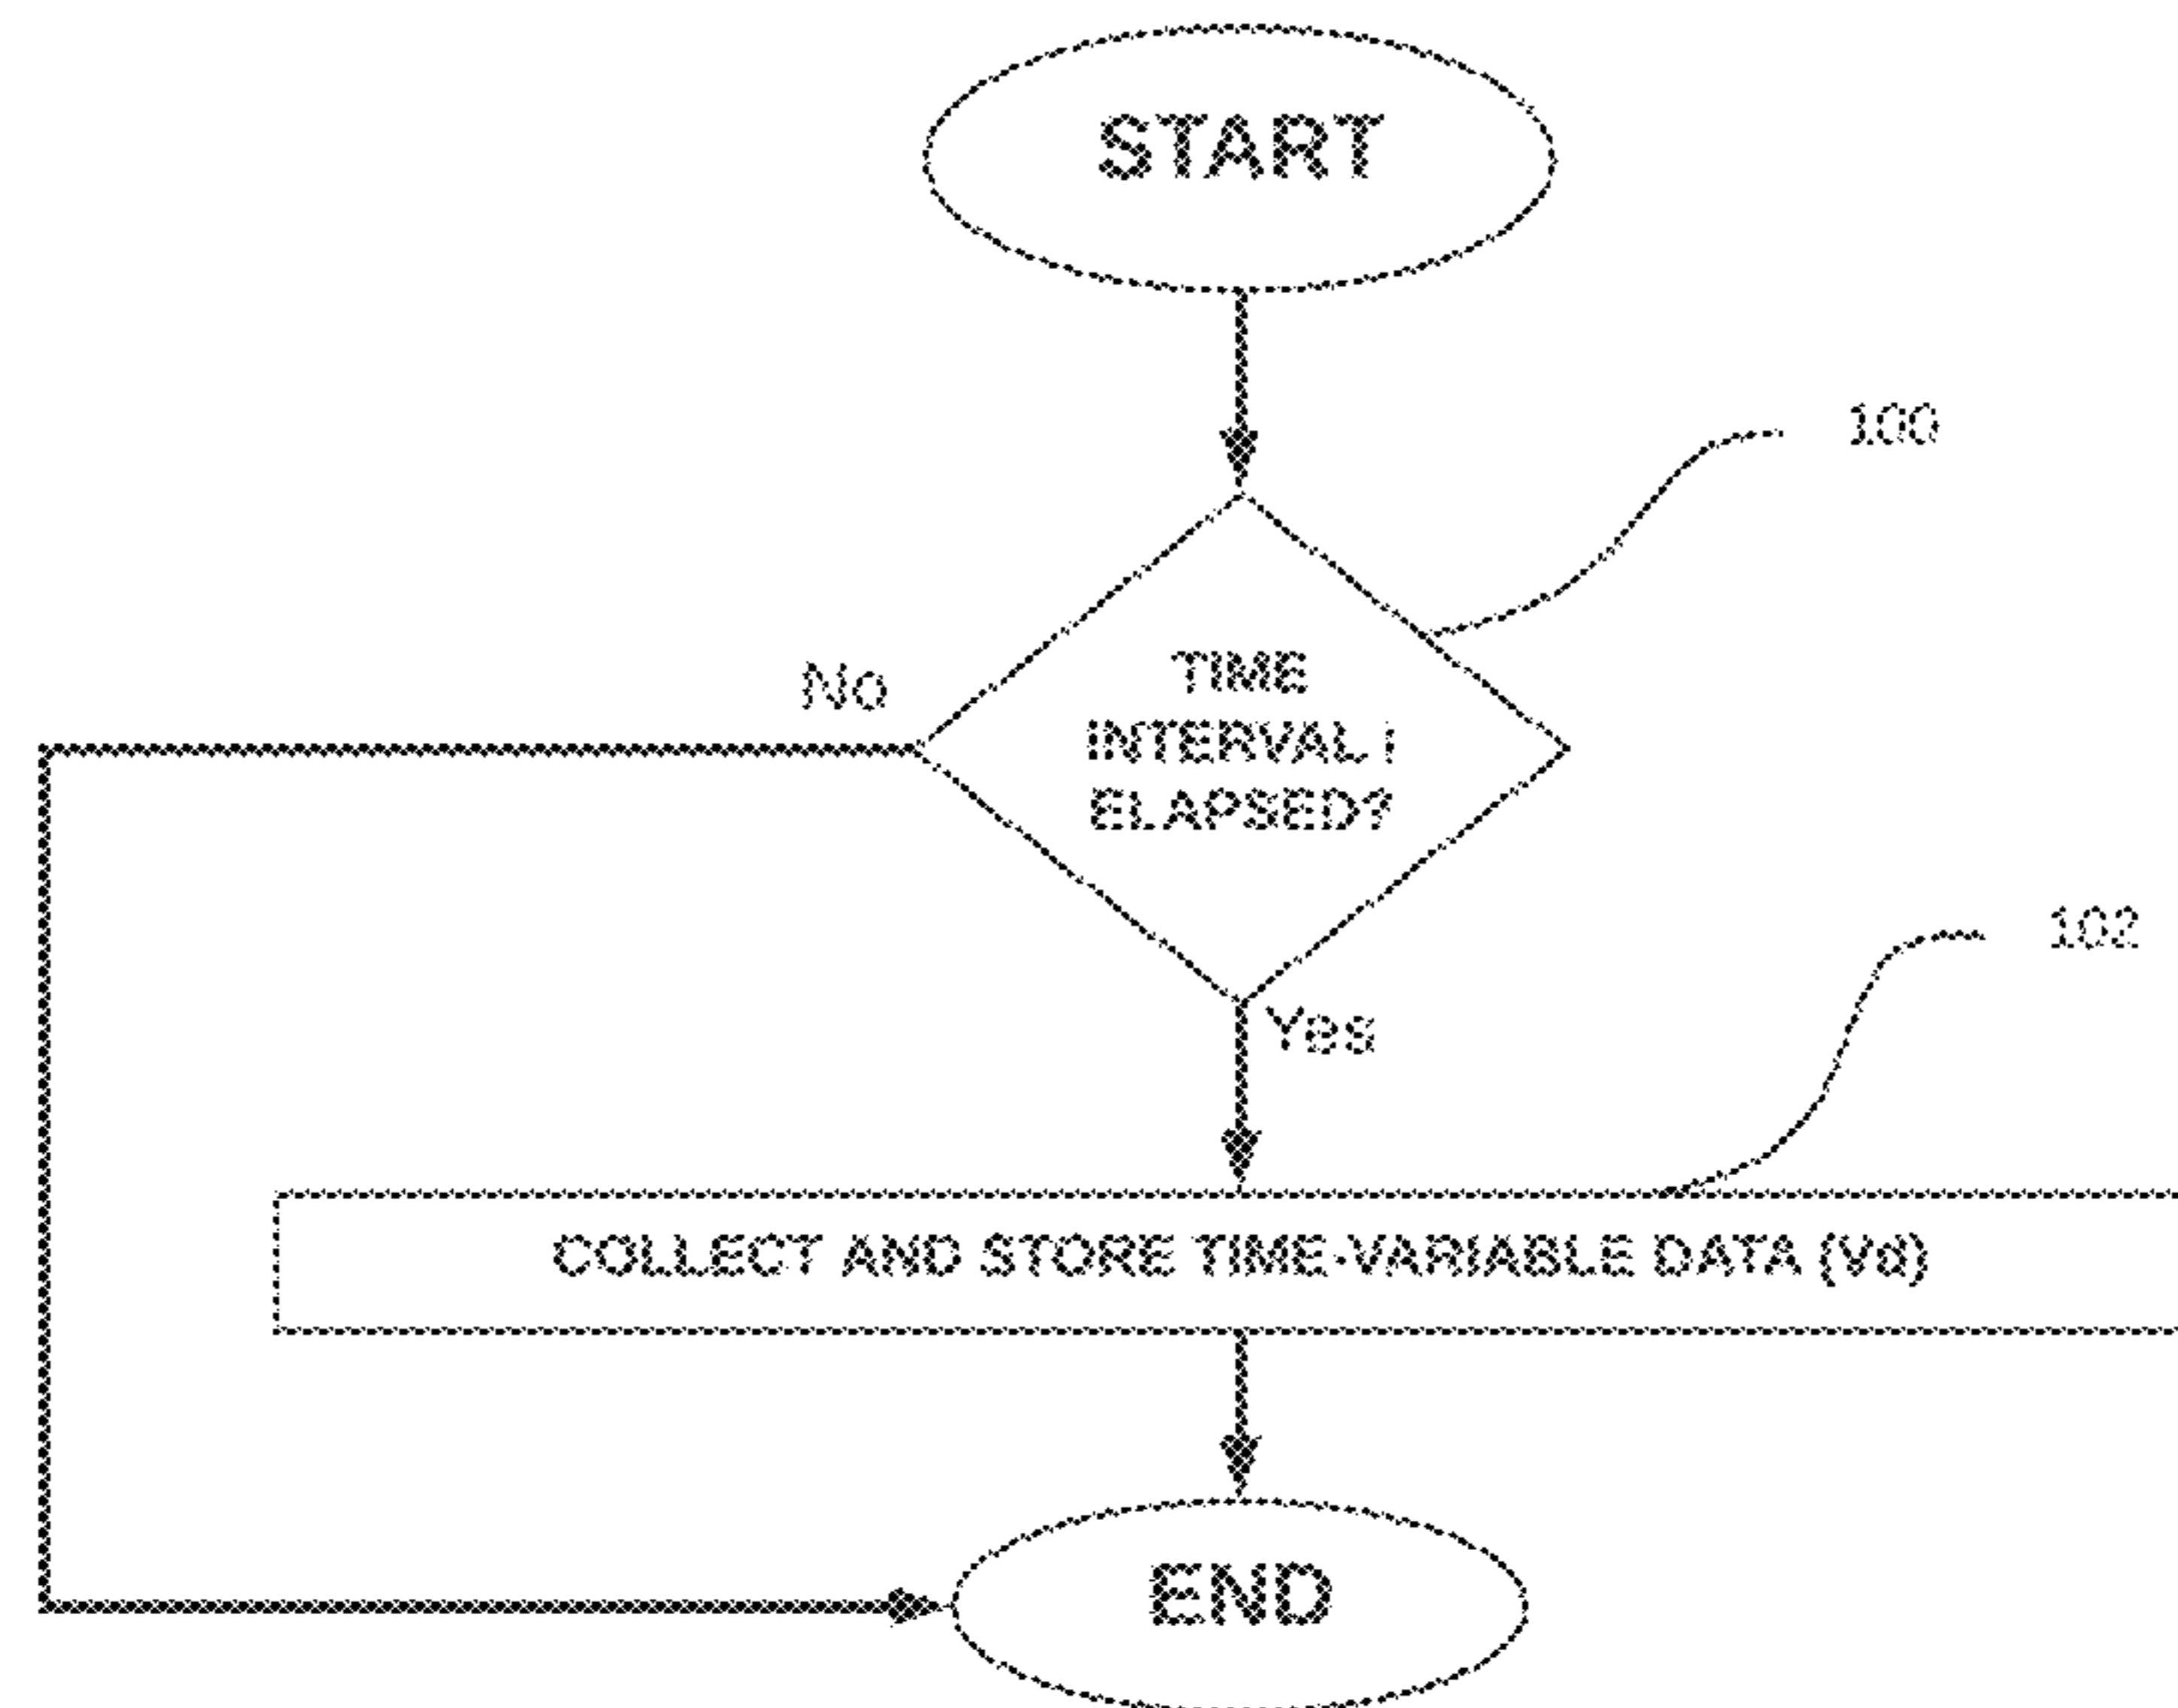 START
100
No
TIME
INTERVAL i
ELAPSED?
102
Yes
COLLECT AND STORE TIME-VARIABLE DATA (Vd)
END